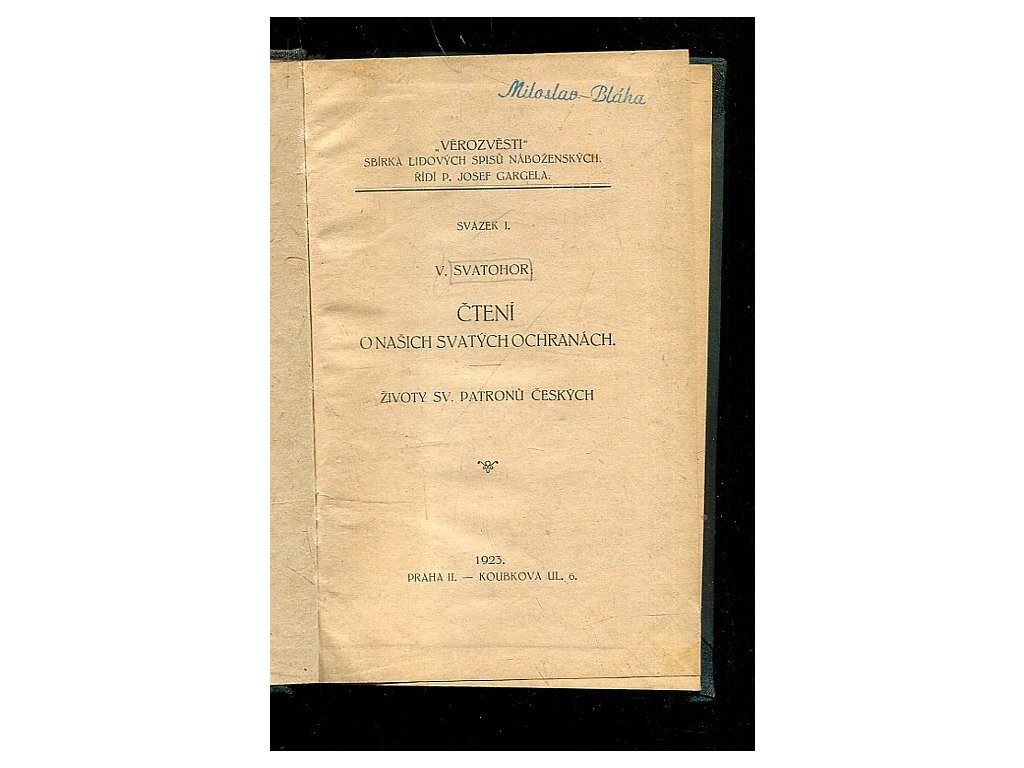 Miloslav Bláha
„VĚROZVĚSTI“
SBÍRKA LIDOVÝCH SPISŮ NÁBOŽENSKÝCH.
ŘÍDÍ P. JOSEF GARGELA.
SVAZEK I.
V. SVATOHOR.
ČTENÍ
O NAŠICH SVATÝCH OCHRANÁCH.
ŽIVOTY SV. PATRONŮ ČESKÝCH
1923.
PRAHA II. — KOUBKOVA UL. 6.